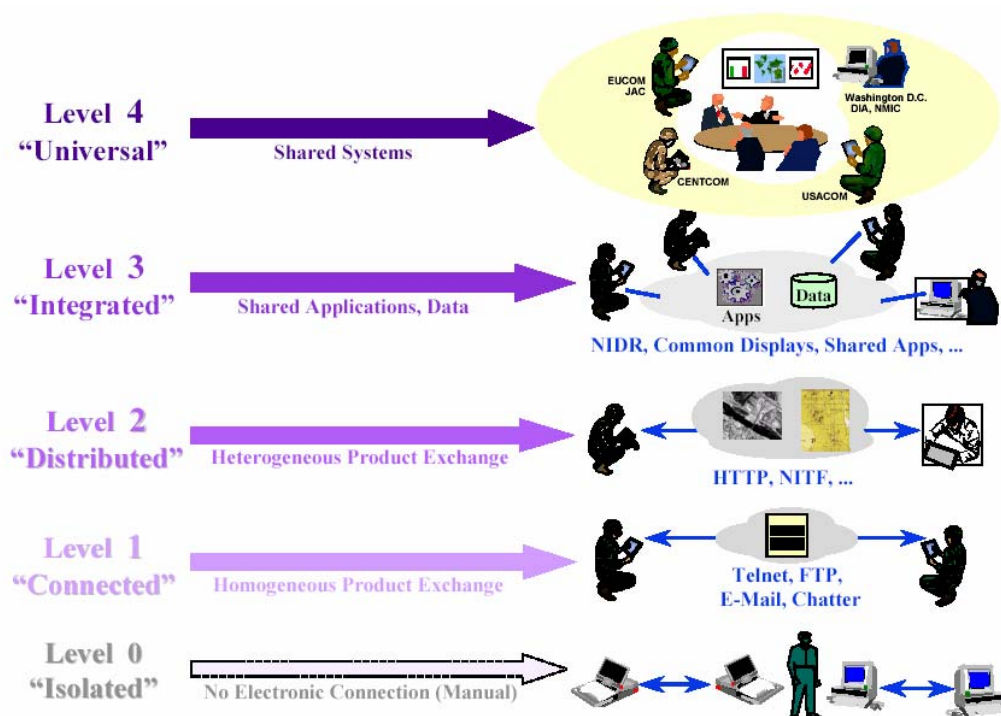 Level 4
“Universal”
Shared Systems
EUCOM
JAC
Washington D.C.
DIA, NMIC
CENTCOM
USACOM
Level 3
“Integrated”
Shared Applications, Data
Apps
Data
NIDR, Common Displays, Shared Apps, ...
Level 2
“Distributed”
Heterogeneous Product Exchange
HTTP, NITF, ...
Level 1
“Connected”
Homogeneous Product Exchange
Telnet, FTP,
E-Mail, Chatter
Level 0
“Isolated”
No Electronic Connection (Manual)